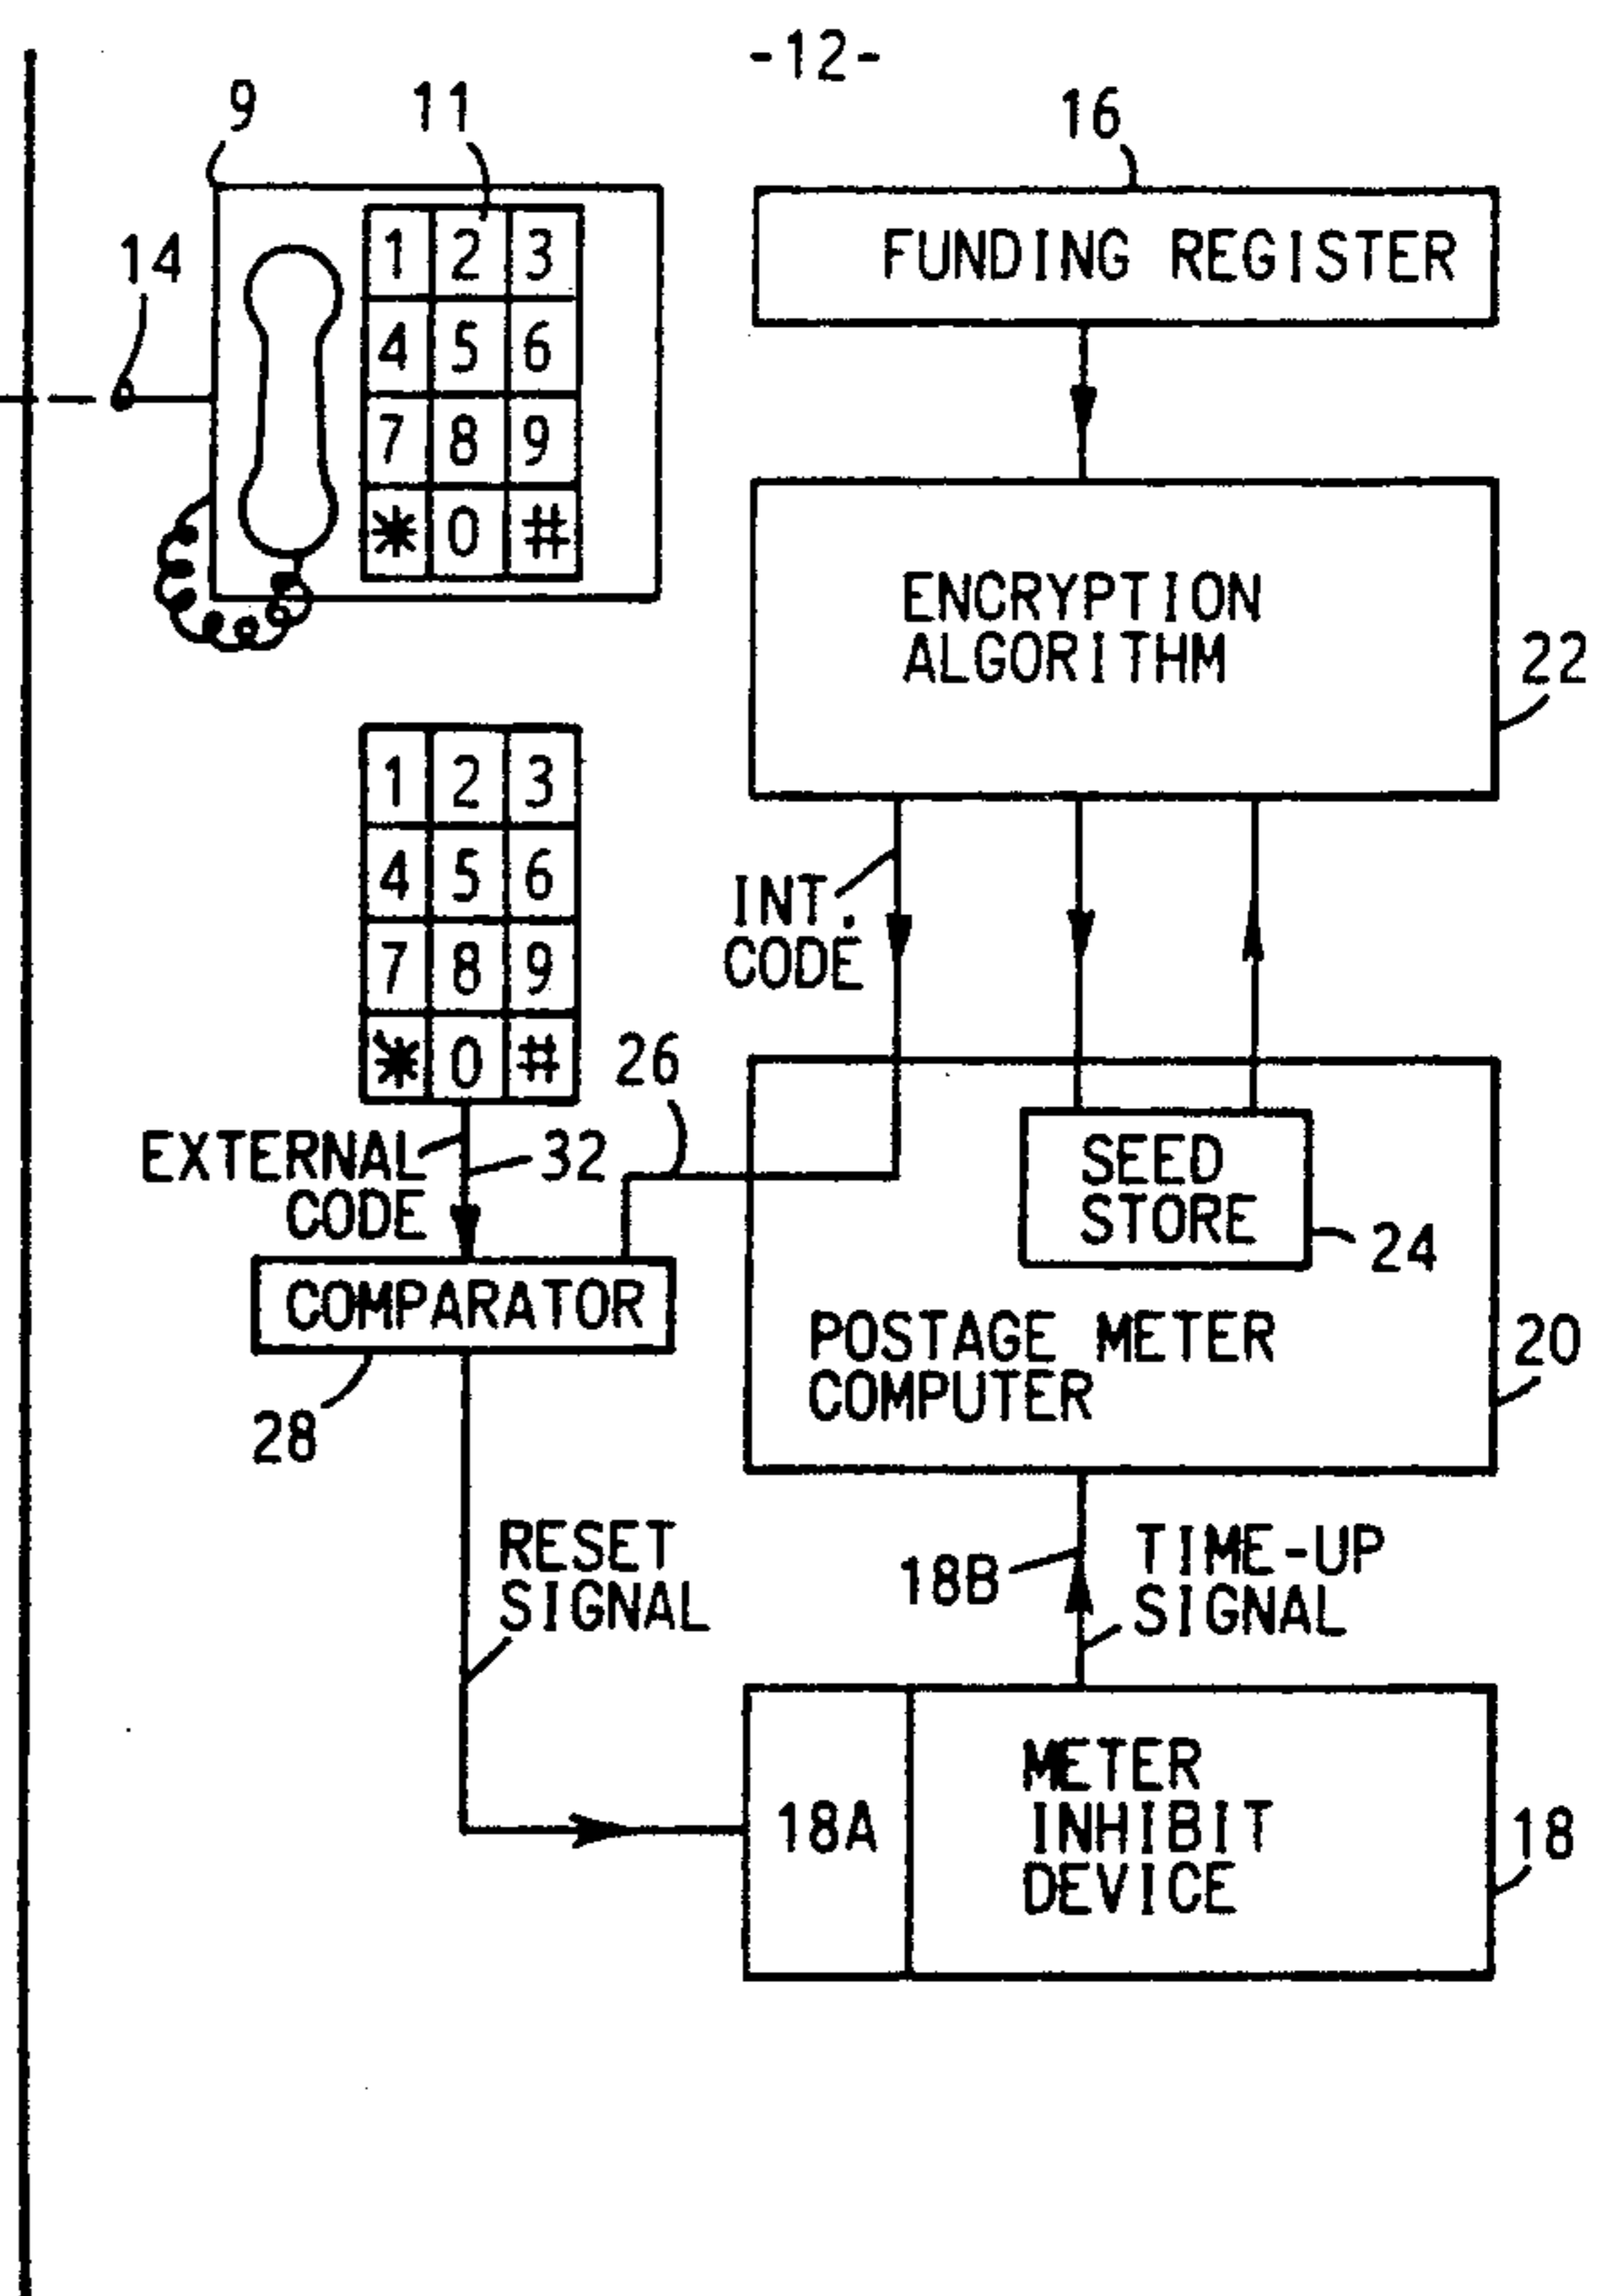 -12-
9 11 16
FUNDING REGISTER
14
1 2 3
4 5 6
7 8 9
* 0 #
ENCRYPTION
ALGORITHM
22
1 2 3
4 5 6
7 8 9
* 0 #
INT.
CODE
26
EXTERNAL
CODE
32
SEED
STORE
24
COMPARATOR
28
POSTAGE METER
COMPUTER
20
RESET
SIGNAL
18B
TIME-UP
SIGNAL
18A
METER
INHIBIT
DEVICE
18